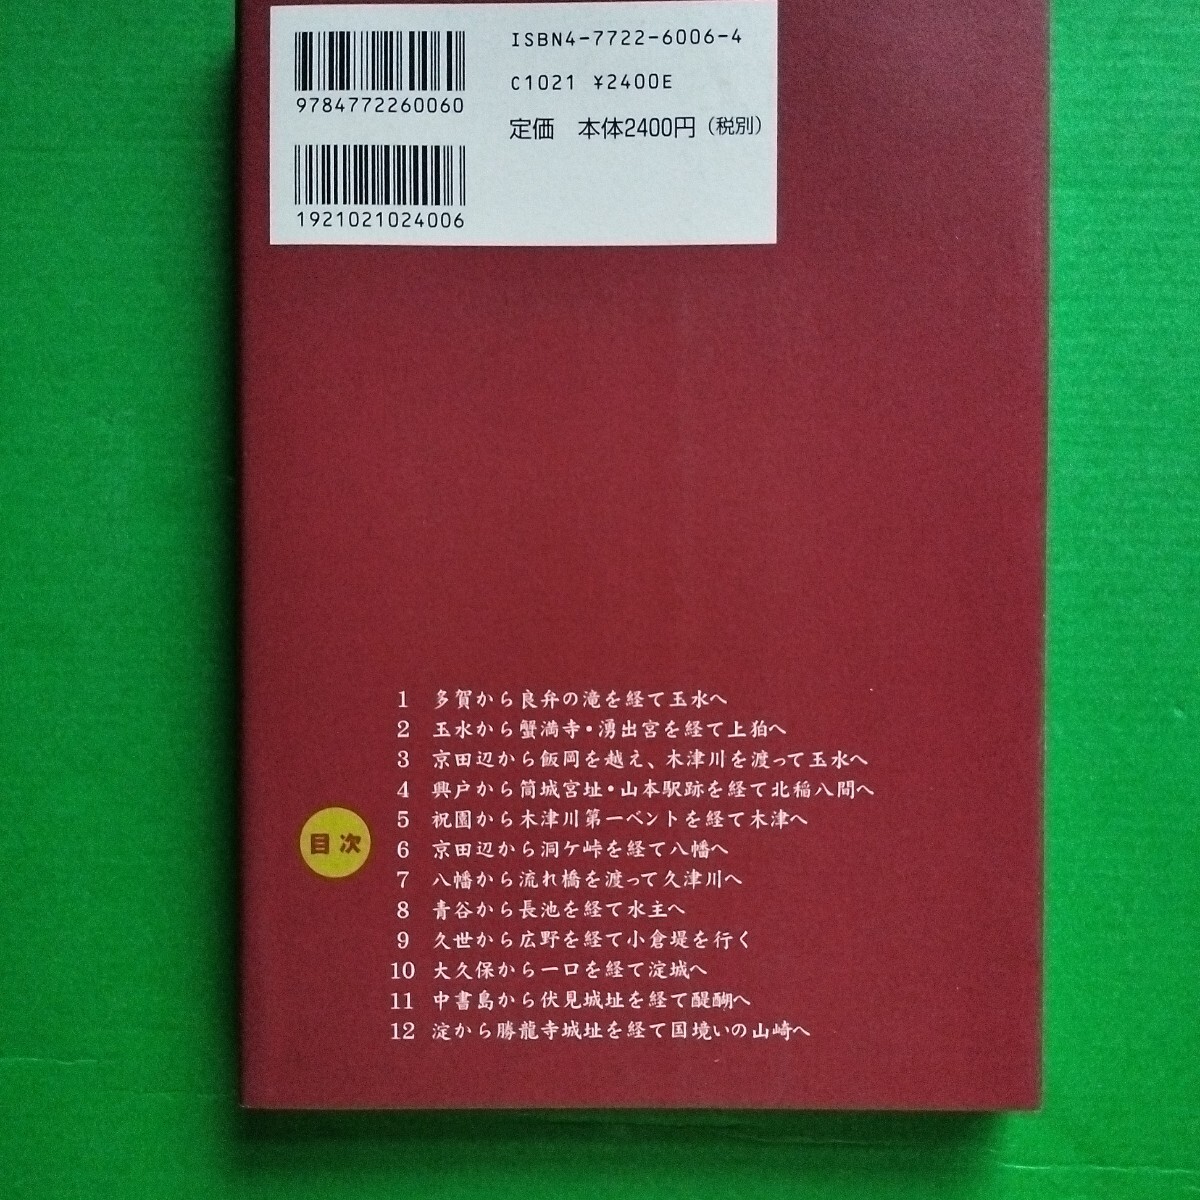 ISBN4-7722-6006-4
9784772260060
C1021 ¥2400E
定価 本体2400円(税別)
1921021024006
目次
1 多賀から良弁の滝を経て玉水へ
2 玉水から蟹満寺・湧出宮を経て上狛へ
3 京田辺から飯岡を越え、木津川を渡って玉水へ
4 興戸から筒城宮址・山本駅跡を経て北稲八間へ
5 祝園から木津川第一ベントを経て木津へ
6 京田辺から洞ケ峠を経て八幡へ
7 八幡から流れ橋を渡って久津川へ
8 青谷から長池を経て水主へ
9 久世から広野を経て小倉堤を行く
10 大久保から一口を経て淀城へ
11 中書島から伏見城址を経て醍醐へ
12 淀から勝龍寺城址を経て国境いの山崎へ